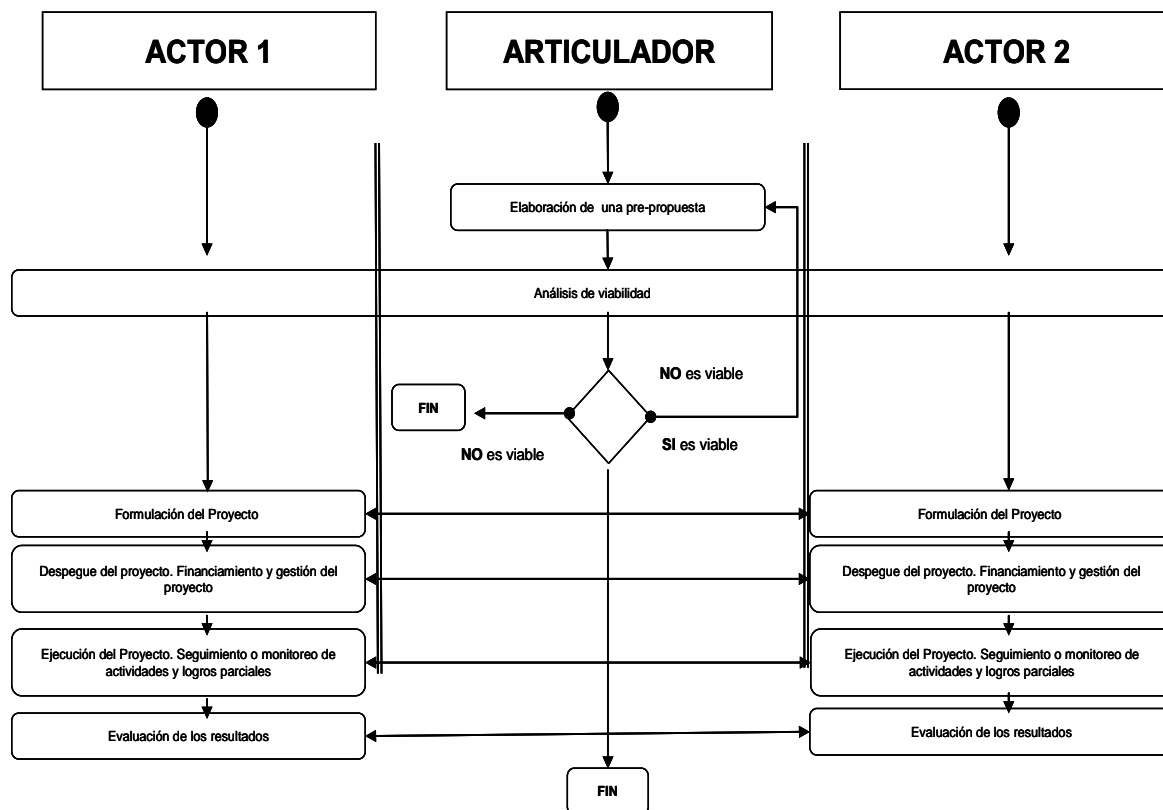 ACTOR 1
ARTICULADOR
ACTOR 2
Elaboración de una pre-propuesta
Análisis de viabilidad
NO es viable
FIN
NO es viable
SI es viable
Formulación del Proyecto
Formulación del Proyecto
Despegue del proyecto. Financiamiento y gestión del
proyecto
Despegue del proyecto. Financiamiento y gestión del
proyecto
Ejecución del Proyecto. Seguimiento o monitoreo de
actividades y logros parciales
Ejecución del Proyecto. Seguimiento o monitoreo de
actividades y logros parciales
Evaluación de los resultados
Evaluación de los resultados
FIN